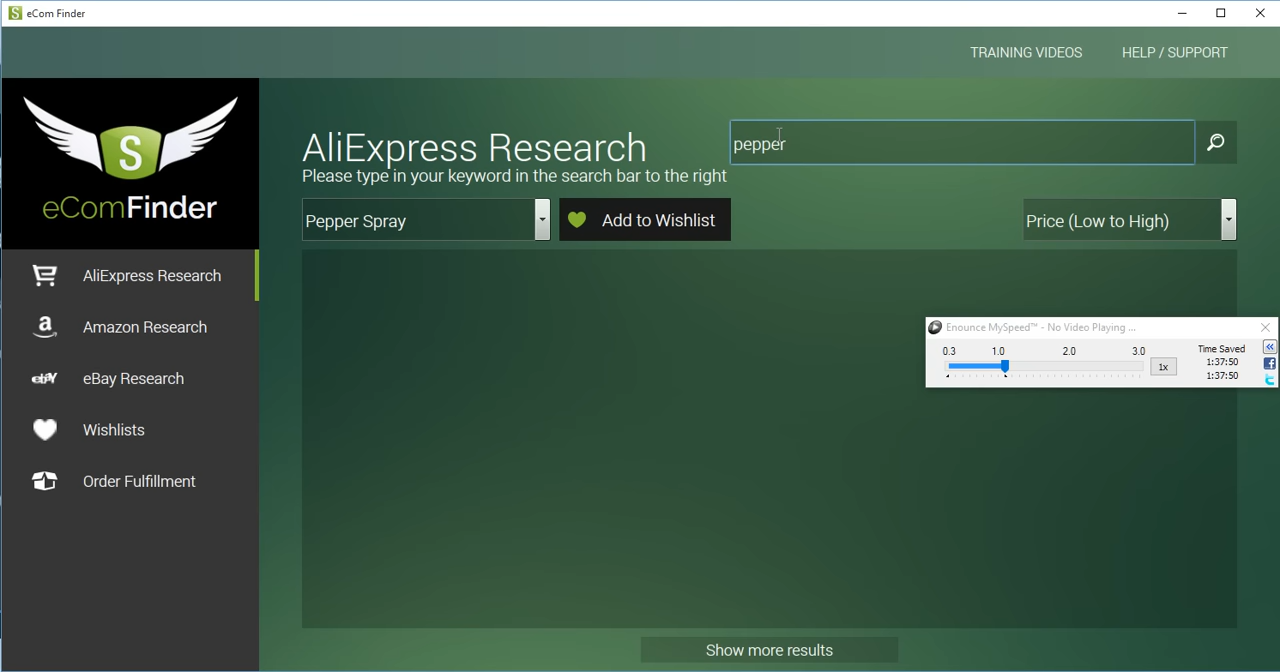 eCom Finder
TRAINING VIDEOS HELP / SUPPORT
S
eComFinder
AliExpress Research
Amazon Research
eBay Research
Wishlists
Order Fulfillment
AliExpress Research
Please type in your keyword in the search bar to the right
pepper
Pepper Spray
Add to Wishlist
Price (Low to High)
Enounce MySpeed™ - No Video Playing ...
0.3 1.0 2.0 3.0
1x
Time Saved
1:37:50
1:37:50
Show more results